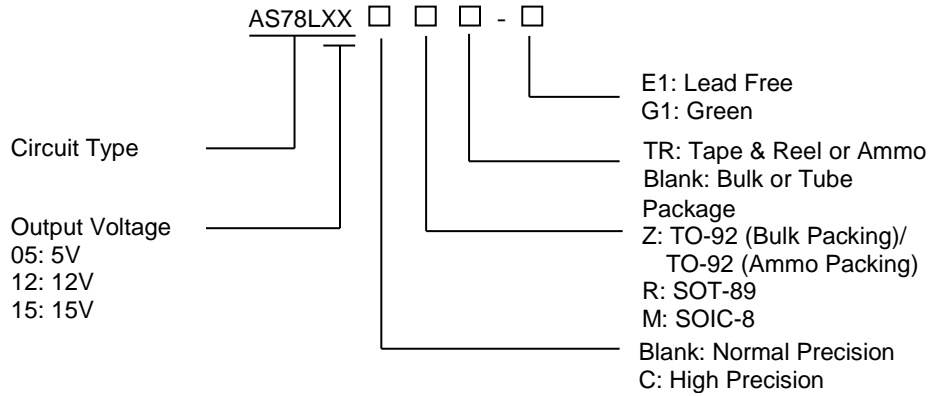 AS78LXX □ □ □ - □
E1: Lead Free
G1: Green
Circuit Type
TR: Tape & Reel or Ammo
Blank: Bulk or Tube
Output Voltage
05: 5V
12: 12V
15: 15V
Package
Z: TO-92 (Bulk Packing)/
TO-92 (Ammo Packing)
R: SOT-89
M: SOIC-8
Blank: Normal Precision
C: High Precision